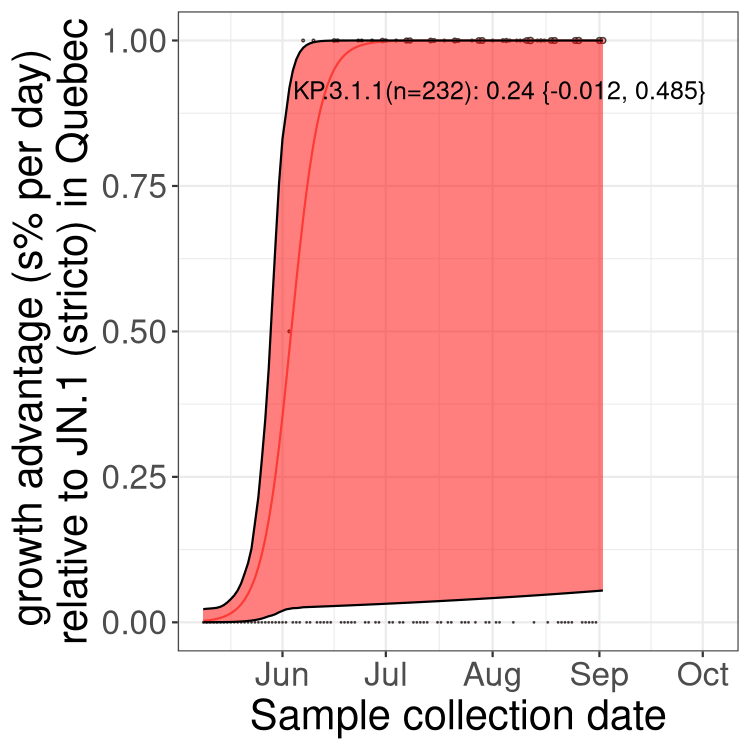 growth advantage (s% per day)
relative to JN.1 (stricto) in Quebec
1.00
0.75
0.50
0.25
0.00
KP.3.1.1(n=232): 0.24 {-0.012, 0.485}
Jun Jul Aug Sep Oct
Sample collection date